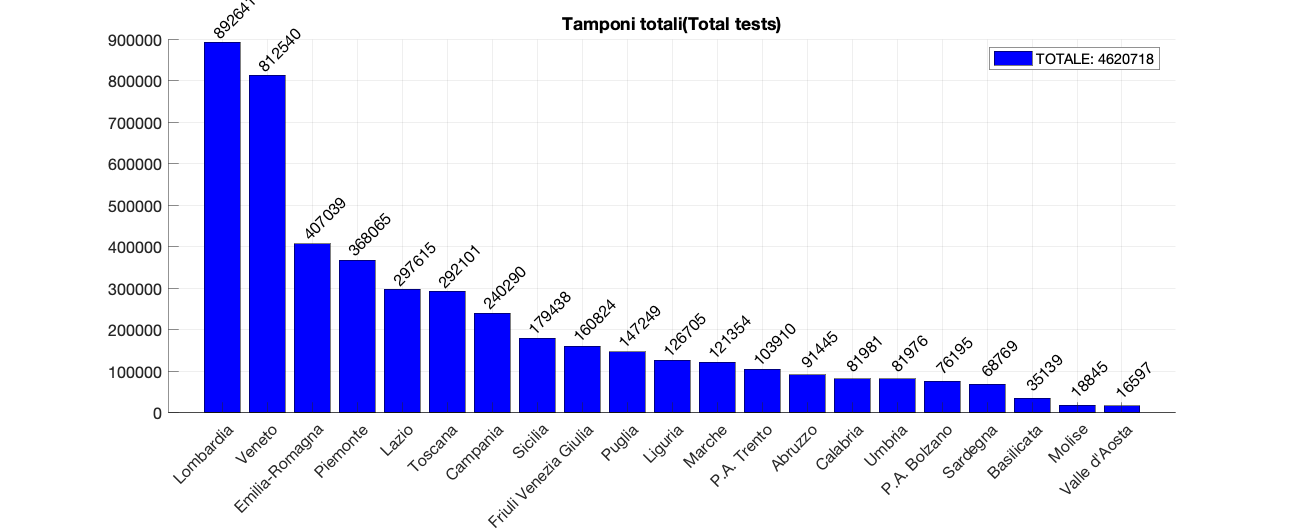 Tamponi totali(Total tests)
TOTALE: 4620718
900000
800000
700000
600000
500000
400000
300000
200000
100000
0
892641
812540
407039
368065
297615
292101
240290
179438
160824
147249
126705
121354
103910
91445
81981
81976
76195
68769
35139
18845
16597
Lombardia
Veneto
Emilia-Romagna
Piemonte
Lazio
Toscana
Campania
Sicilia
Friuli Venezia Giulia
Puglia
Liguria
Marche
P.A. Trento
Abruzzo
Calabria
Umbria
P.A. Bolzano
Sardegna
Basilicata
Molise
Valle d'Aosta